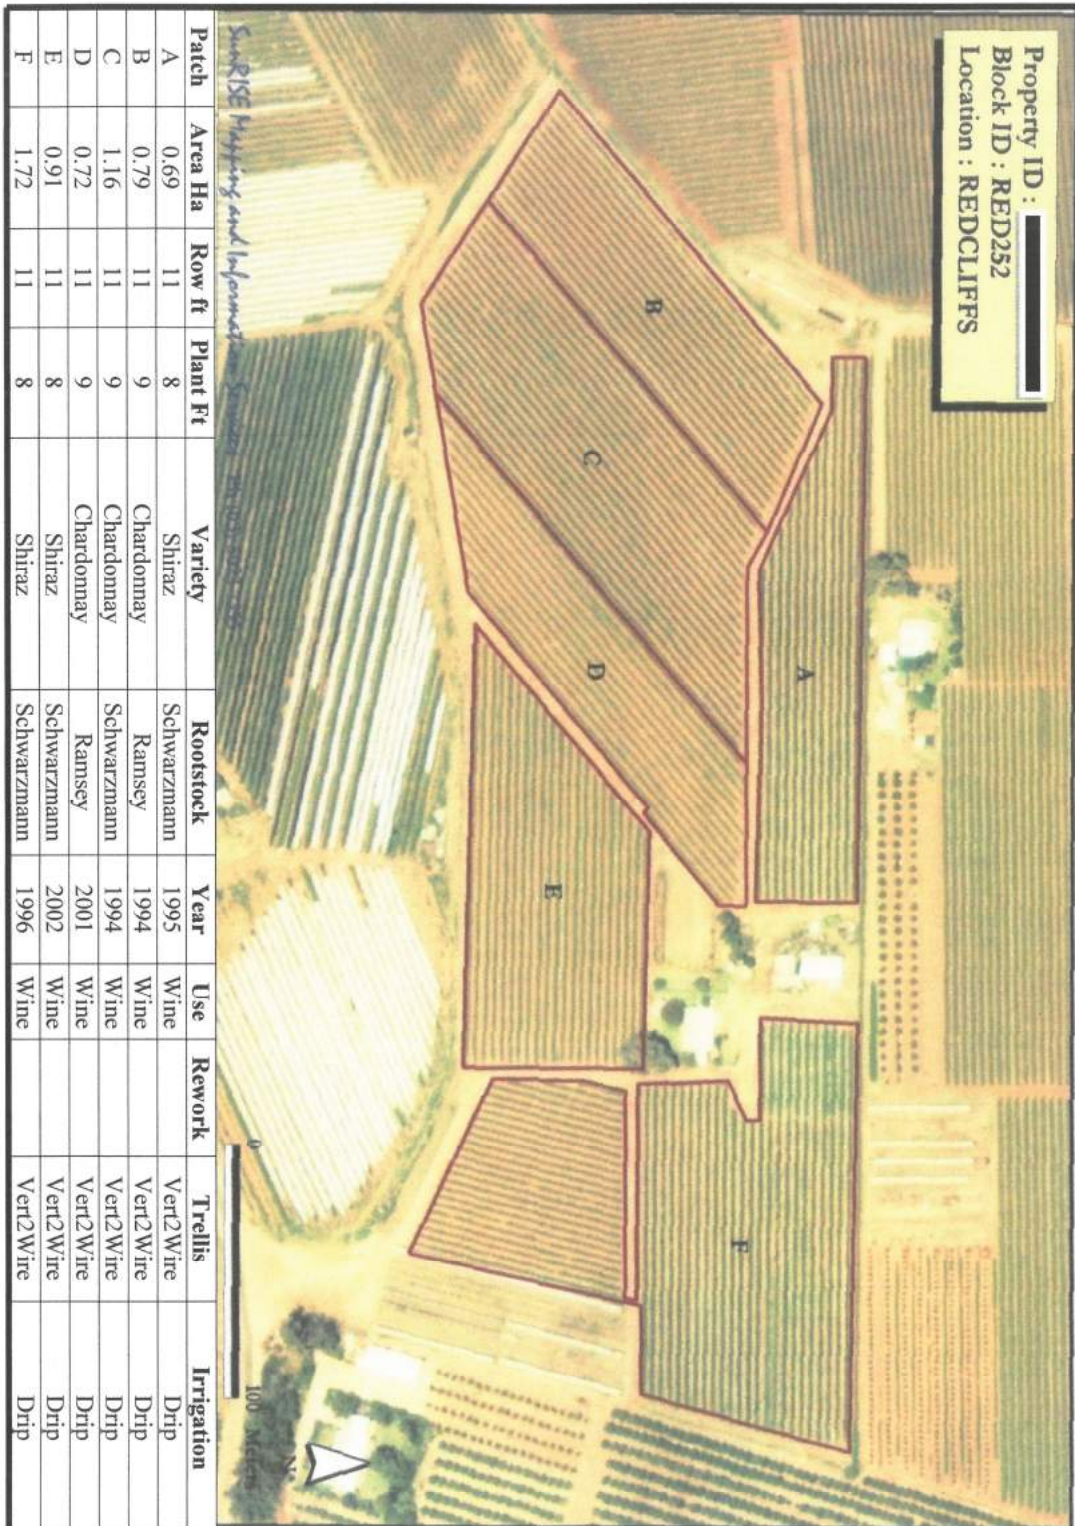 Property ID :
Block ID : RED252
Location : REDCLIFFS
B
A
C
D
E
F
0 100 Meters
N
SunRISE Mapping and Information
Patch Area Ha Row ft Plant Ft Variety Rootstock Year Use Rework Trellis Irrigation
A 0.69 11 8 Shiraz Schwarzmann 1995 Wine Vert2Wire Drip
B 0.79 11 9 Chardonnay Ramsey 1994 Wine Vert2Wire Drip
C 1.16 11 9 Chardonnay Schwarzmann 1994 Wine Vert2Wire Drip
D 0.72 11 9 Chardonnay Ramsey 2001 Wine Vert2Wire Drip
E 0.91 11 8 Shiraz Schwarzmann 2002 Wine Vert2Wire Drip
F 1.72 11 8 Shiraz Schwarzmann 1996 Wine Vert2Wire Drip